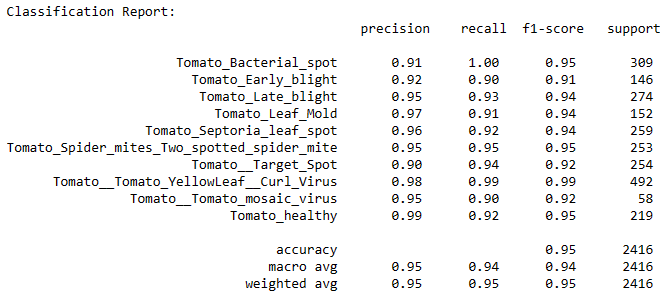 Classification Report:
precision recall f1-score support
Tomato_Bacterial_spot 0.91 1.00 0.95 309
Tomato_Early_blight 0.92 0.90 0.91 146
Tomato_Late_blight 0.95 0.93 0.94 274
Tomato_Leaf_Mold 0.97 0.91 0.94 152
Tomato_Septoria_leaf_spot 0.96 0.92 0.94 259
Tomato_Spider_mites_Two_spotted_spider_mite 0.95 0.95 0.95 253
Tomato__Target_Spot 0.90 0.94 0.92 254
Tomato__Tomato_YellowLeaf__Curl_Virus 0.98 0.99 0.99 492
Tomato__Tomato_mosaic_virus 0.95 0.90 0.92 58
Tomato_healthy 0.99 0.92 0.95 219
accuracy 0.95 2416
macro avg 0.95 0.94 0.94 2416
weighted avg 0.95 0.95 0.95 2416